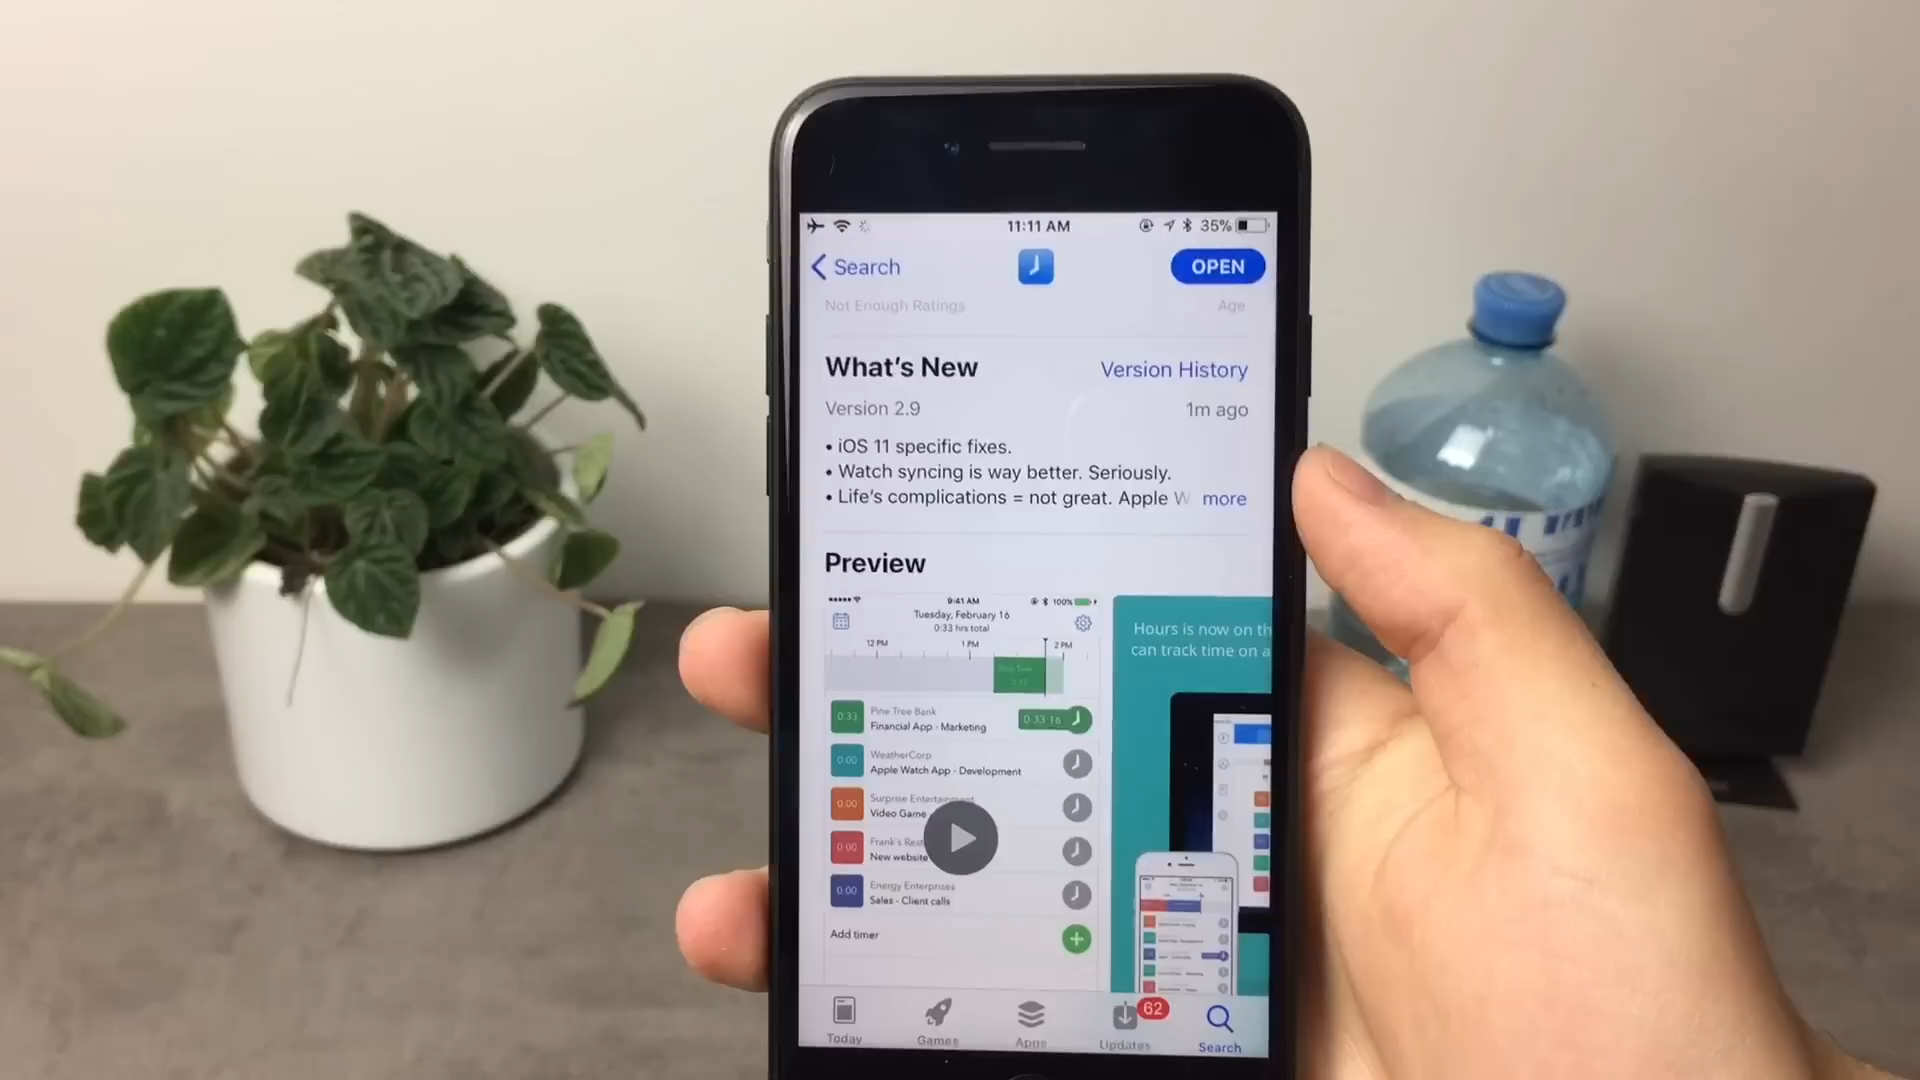 11:11 AM
35%
Search
OPEN
Not Enough Ratings
Age
What's New
Version History
Version 2.9
1m ago
• iOS 11 specific fixes.
• Watch syncing is way better. Seriously.
• Life's complications = not great. Apple W
more
Preview
9:41 AM
100%
Tuesday, February 16
0:33 hrs total
12 PM
1 PM
2 PM
0:33
Pine Tree Bank
Financial App - Marketing
0:33:16
0:00
WeatherCorp
Apple Watch App - Development
0:00
Surprise Entertainment
Video Game
0:00
Frank's Rest
New website
0:00
Energy Enterprises
Sales - Client calls
Add timer
Hours is now on th
can track time on a
Today
Games
Apps
Updates
62
Search